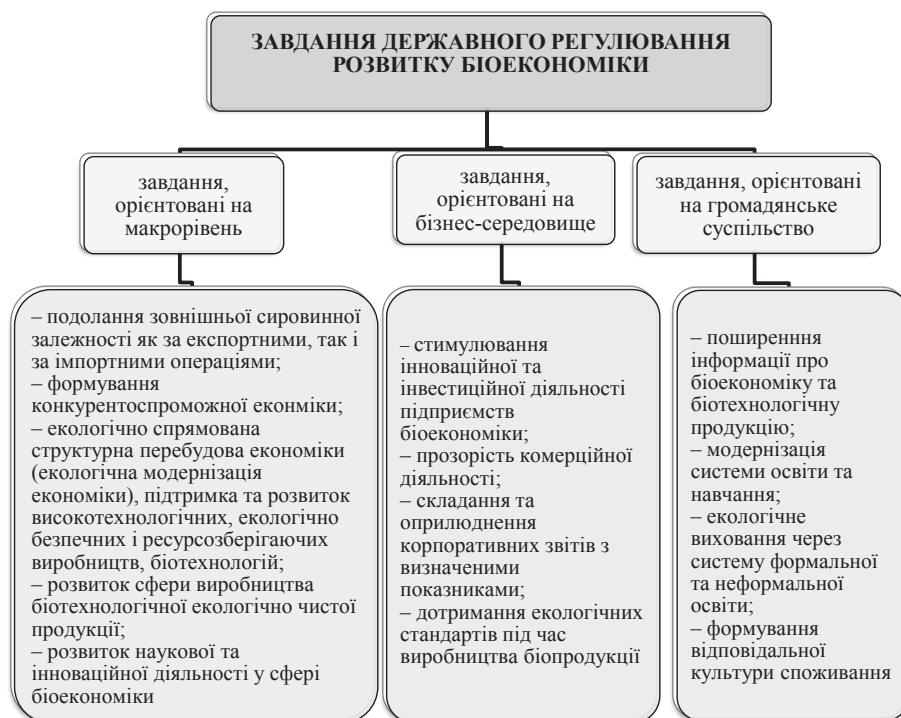 ЗАВДАННЯ ДЕРЖАВНОГО РЕГУЛЮВАННЯ
РОЗВИТКУ БІОЕКОНОМІКИ
завдання,
орієнтовані на
макрорівень
завдання,
орієнтовані на
бізнес-середовище
завдання, орієнтовані
на громадянське
суспільство
– подолання зовнішньої сировинної
залежності як за експортними, так і
за імпортними операціями;
– формування
конкурентоспроможної еконміки;
– екологічно спрямована
структурна перебудова економіки
(екологічна модернізація
економіки), підтримка та розвиток
високотехнологічних, екологічно
безпечних і ресурсозберігаючих
виробництв, біотехнологій;
– розвиток сфери виробництва
біотехнологічної екологічно чистої
продукції;
– розвиток наукової та
інноваційної діяльності у сфері
біоекономіки
– стимулювання
інноваційної та
інвестиційної діяльності
підприємств
біоекономіки;
– прозорість комерційної
діяльності;
– складання та
оприлюднення
корпоративних звітів з
визначеними
показниками;
– дотримання екологічних
стандартів під час
виробництва біопродукції
– поширення
інформації про
біоекономіку та
біотехнологічну
продукцію;
– модернізація
системи освіти та
навчання;
– екологічне
виховання через
систему формальної
та неформальної
освіти;
– формування
відповідальної
культури споживання